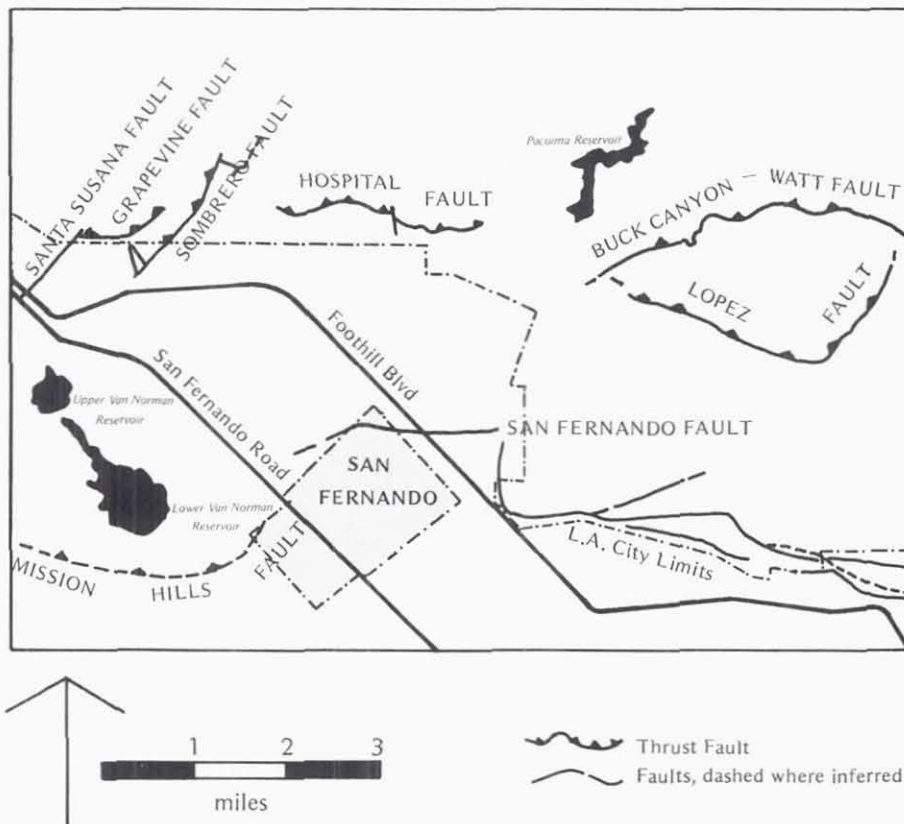 SANTA SUSANA FAULT
GRAPEVINE FAULT
SOMBRERO FAULT
HOSPITAL FAULT
Pacoima Reservoir
BUCK CANYON – WATT FAULT
LOPEZ FAULT
Foothill Blvd
San Fernando Road
Upper Van Norman
Reservoir
Lower Van Norman
Reservoir
SAN FERNANDO FAULT
SAN
FERNANDO
MISSION HILLS FAULT
L.A. City Limits
1 2 3
miles
Thrust Fault
Faults, dashed where inferred